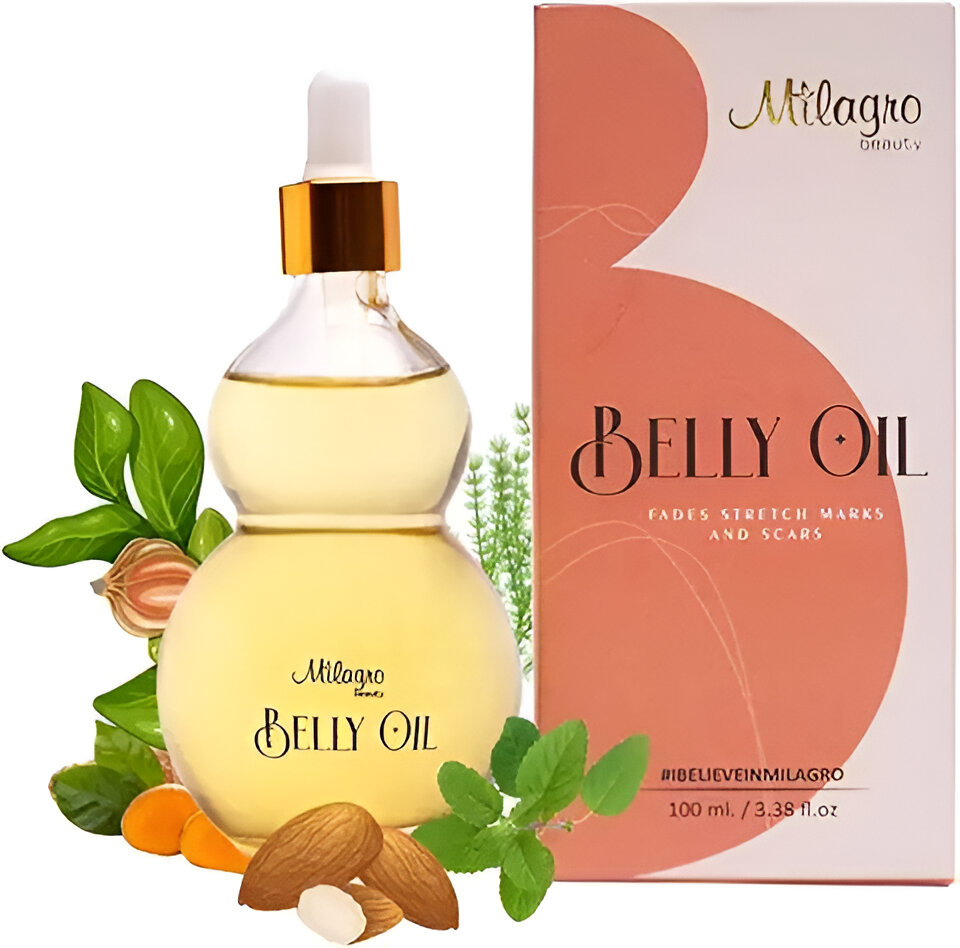 Milagro
beauty
BELLY OIL
FADES STRETCH MARKS
AND SCARS
#IBELIEVEINMILAGRO
100 ml. / 3.38 fl.oz
Milagro
Beauty
BELLY OIL